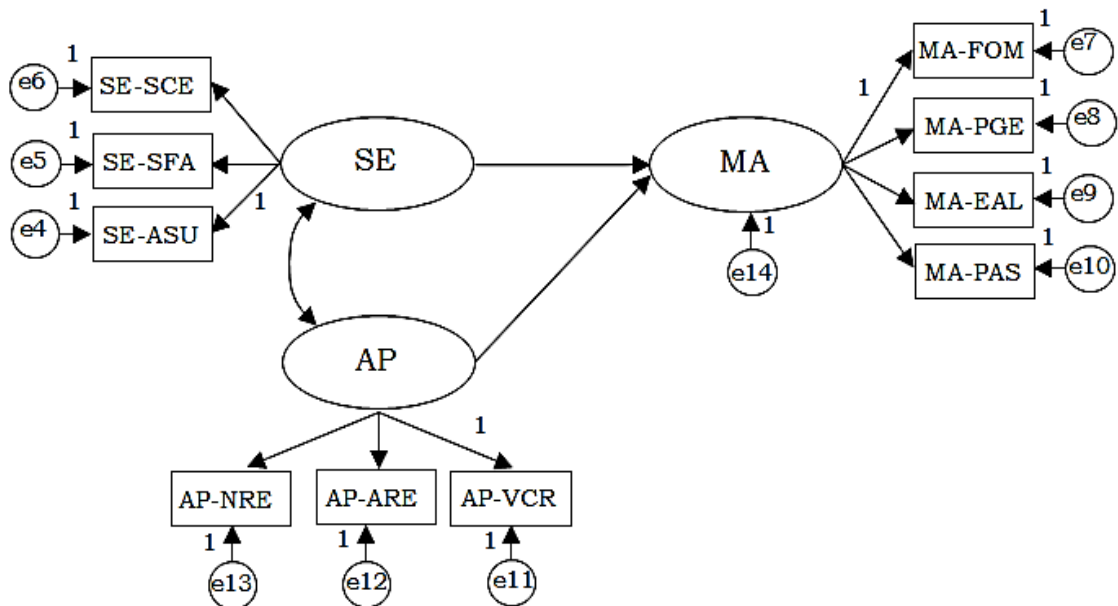 1
e6
SE-SCE
1
e5
SE-SFA
1
e4
SE-ASU
1
SE
MA
1
e14
1
1
MA-FOM
e7
1
MA-PGE
e8
1
MA-EAL
e9
1
MA-PAS
e10
AP
1
AP-NRE
AP-ARE
AP-VCR
1
1
1
e13
e12
e11